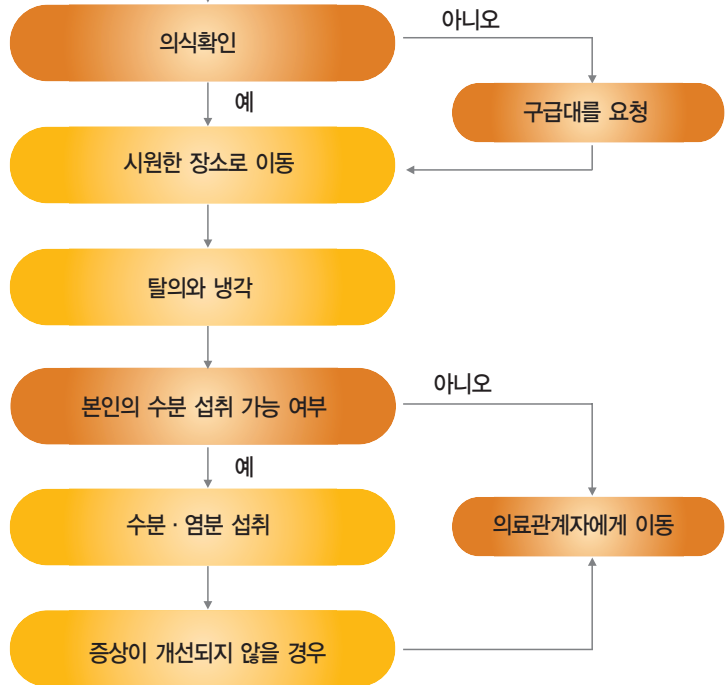 의식확인
아니오
예
구급대를 요청
시원한 장소로 이동
탈의와 냉각
본인의 수분 섭취 가능 여부
아니오
예
수분 · 염분 섭취
의료관계자에게 이동
증상이 개선되지 않을 경우